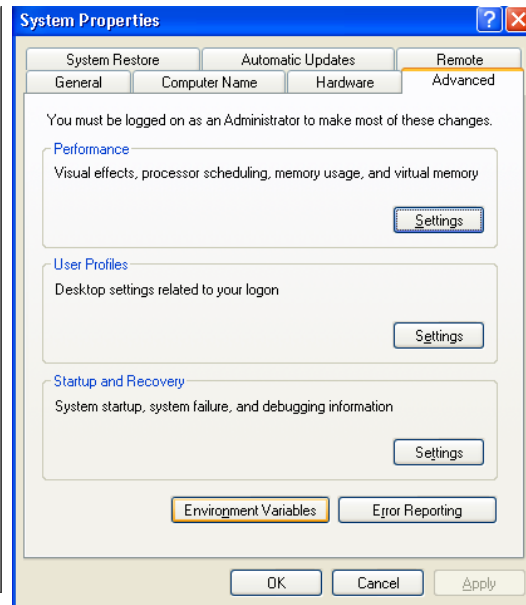 System Properties
System Restore Automatic Updates Remote
General Computer Name Hardware Advanced
You must be logged on as an Administrator to make most of these changes.
Performance
Visual effects, processor scheduling, memory usage, and virtual memory
Settings
User Profiles
Desktop settings related to your logon
Settings
Startup and Recovery
System startup, system failure, and debugging information
Settings
Environment Variables Error Reporting
OK Cancel Apply